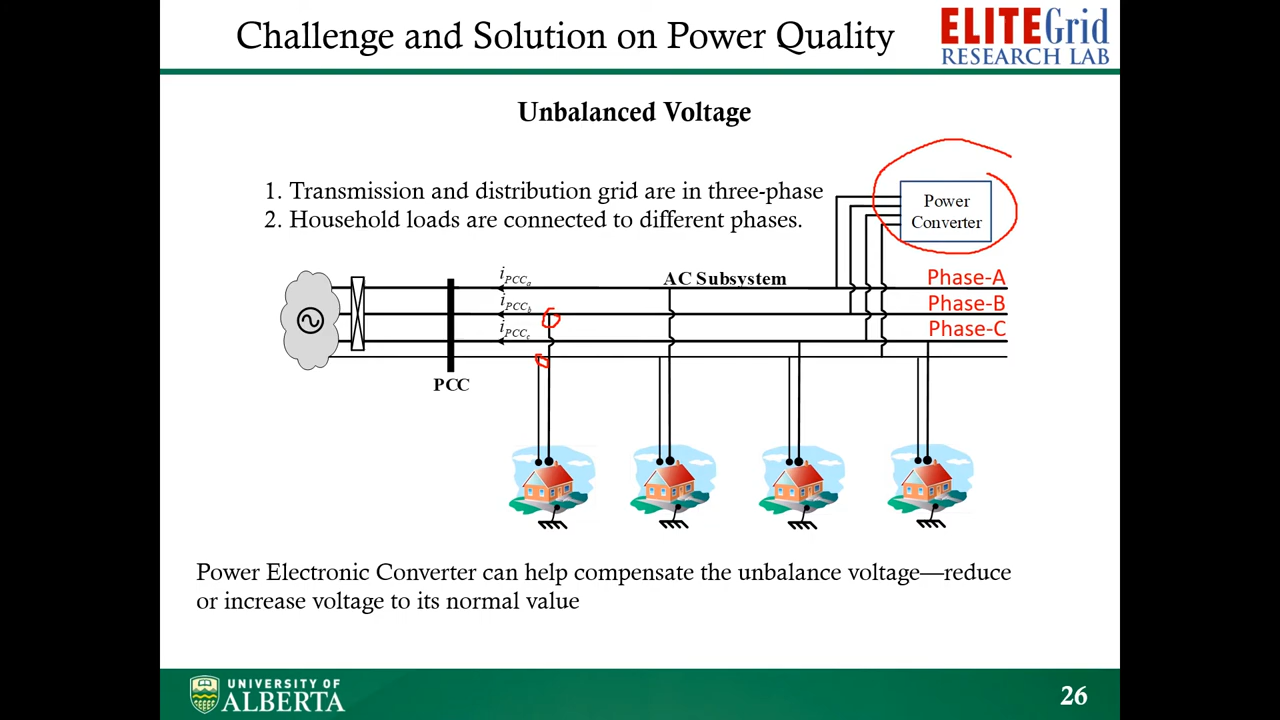 Challenge and Solution on Power Quality
ELITEGrid
RESEARCH LAB
Unbalanced Voltage
1. Transmission and distribution grid are in three-phase
2. Household loads are connected to different phases.
Power
Converter
iPCCa
AC Subsystem
Phase-A
iPCCb
Phase-B
iPCCc
Phase-C
PCC
Power Electronic Converter can help compensate the unbalance voltage—reduce
or increase voltage to its normal value
UNIVERSITY OF
ALBERTA
26